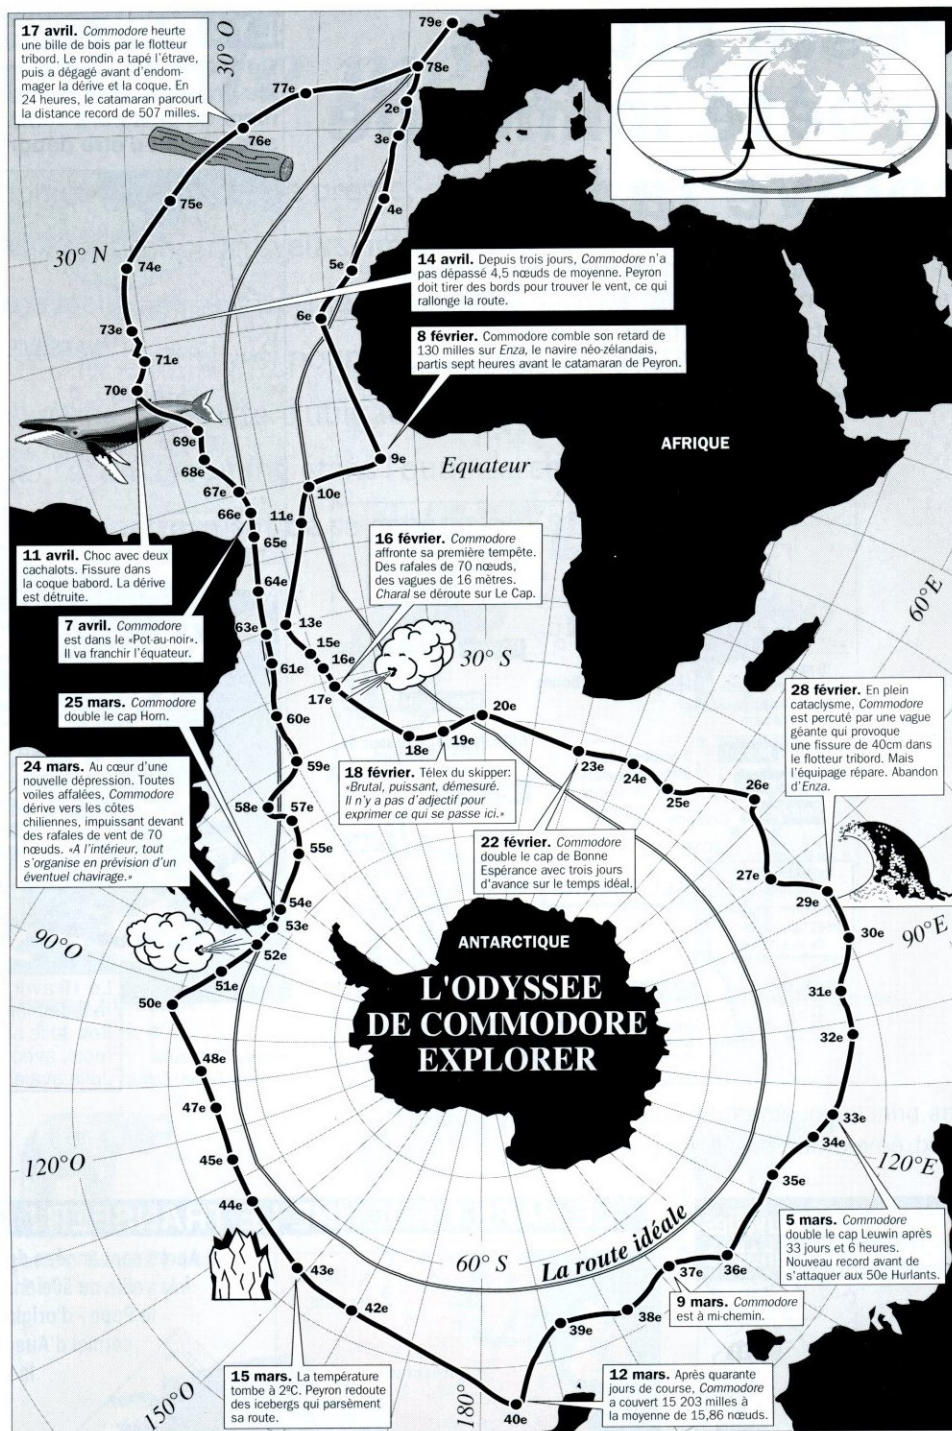 17 avril. Commodore heurte
une bille de bois par le flotteur
tribord. Le rondin a tapé l'étrave,
puis a dégagé avant d'endom-
mager la dérive et la coque. En
24 heures, le catamaran parcourt
la distance record de 507 milles.
30° O
79e
78e
77e
2e
76e
3e
75e
4e
30° N
74e
5e
14 avril. Depuis trois jours, Commodore n'a
pas dépassé 4,5 nœuds de moyenne. Peyron
doit tirer des bords pour trouver le vent, ce qui
rallonge la route.
6e
73e
71e
8 février. Commodore comble son retard de
130 milles sur Enza, le navire néo-zélandais,
partis sept heures avant le catamaran de Peyron.
70e
69e
AFRIQUE
68e
9e
Equateur
67e
10e
66e
11e
65e
11 avril. Choc avec deux
cachalots. Fissure dans
la coque babord. La dérive
est détruite.
16 février. Commodore
affronte sa première tempête.
Des rafales de 70 nœuds,
des vagues de 16 mètres.
Charal se déroute sur Le Cap.
64e
60°E
7 avril. Commodore
est dans le «Pot-au-noir».
Il va franchir l'équateur.
63e
13e
15e
61e
16e
30° S
17e
25 mars. Commodore
double le cap Horn.
60e
20e
18e
19e
28 février. En plein
cataclysme, Commodore
est percuté par une vague
géante qui provoque
une fissure de 40cm dans
le flotteur tribord. Mais
l'équipage répare. Abandon
d'Enza.
24 mars. Au cœur d'une
nouvelle dépression. Toutes
voiles affalées, Commodore
dérive vers les côtes
chiliennes, impuissant devant
des rafales de vent de 70
nœuds. «A l'intérieur, tout
s'organise en prévision d'un
éventuel chavirage.»
59e
23e
24e
18 février. Télex du skipper:
«Brutal, puissant, démesuré.
Il n'y a pas d'adjectif pour
exprimer ce qui se passe ici.»
26e
25e
58e
57e
22 février. Commodore
double le cap de Bonne
Espérance avec trois jours
d'avance sur le temps idéal.
55e
27e
29e
54e
53e
90°O
52e
ANTARCTIQUE
30e
90°E
51e
L'ODYSSEE
DE COMMODORE
EXPLORER
50e
31e
32e
48e
47e
33e
34e
120°O
45e
35e
120°E
44e
5 mars. Commodore
double le cap Leuwin après
33 jours et 6 heures.
Nouveau record avant de
s'attaquer aux 50e Hurlants.
La route idéale
60° S
43e
37e
36e
42e
38e
39e
9 mars. Commodore
est à mi-chemin.
15 mars. La température
tombe à 2ºC. Peyron redoute
des icebergs qui parsèment
sa route.
12 mars. Après quarante
jours de course, Commodore
a couvert 15 203 milles à
la moyenne de 15,86 nœuds.
150°O
180°
40e